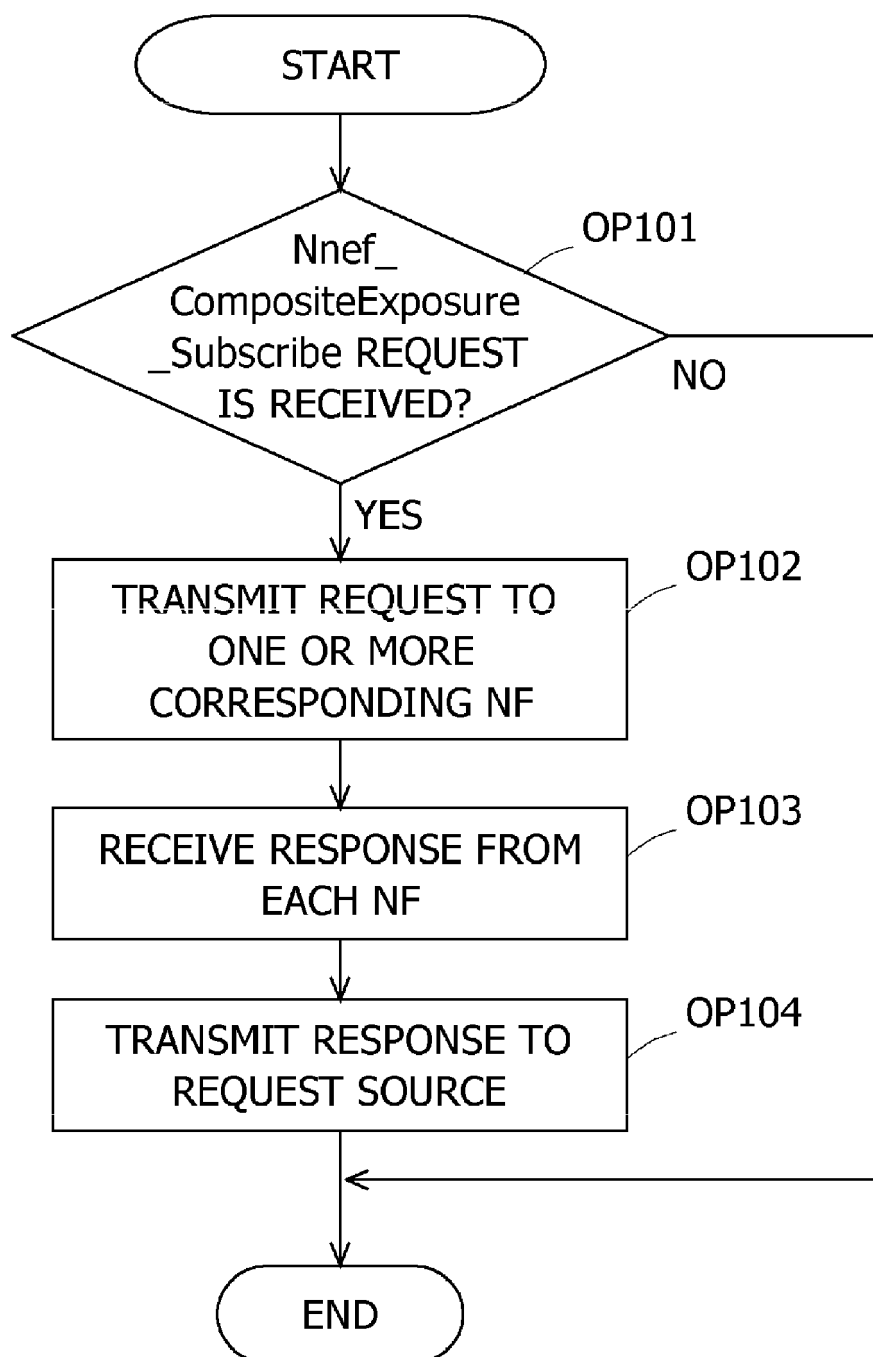 START
OP101
Nnef_
CompositeExposure
_Subscribe REQUEST
IS RECEIVED?
NO
YES
OP102
TRANSMIT REQUEST TO
ONE OR MORE
CORRESPONDING NF
OP103
RECEIVE RESPONSE FROM
EACH NF
OP104
TRANSMIT RESPONSE TO
REQUEST SOURCE
END